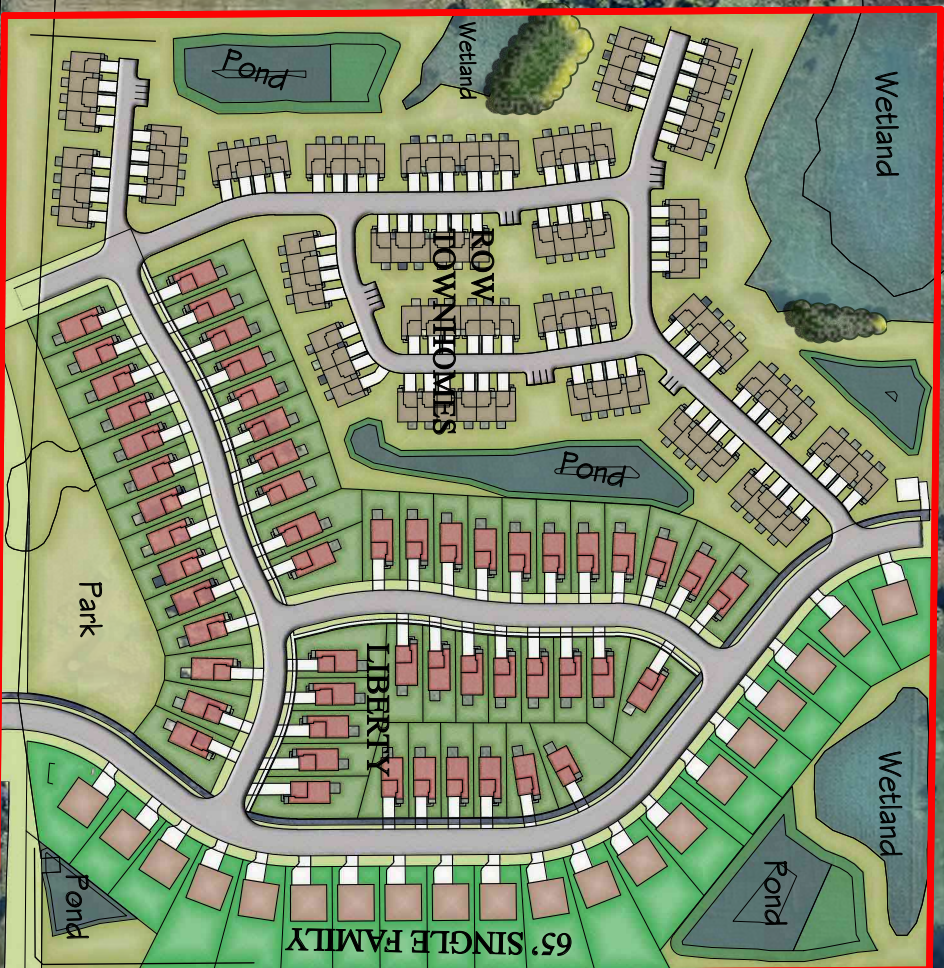 Pond
Wetland
Wetland
ROW
TOWNHOMES
Pond
Park
LIBERTY
Wetland
Pond
Pond
65' SINGLE FAMILY